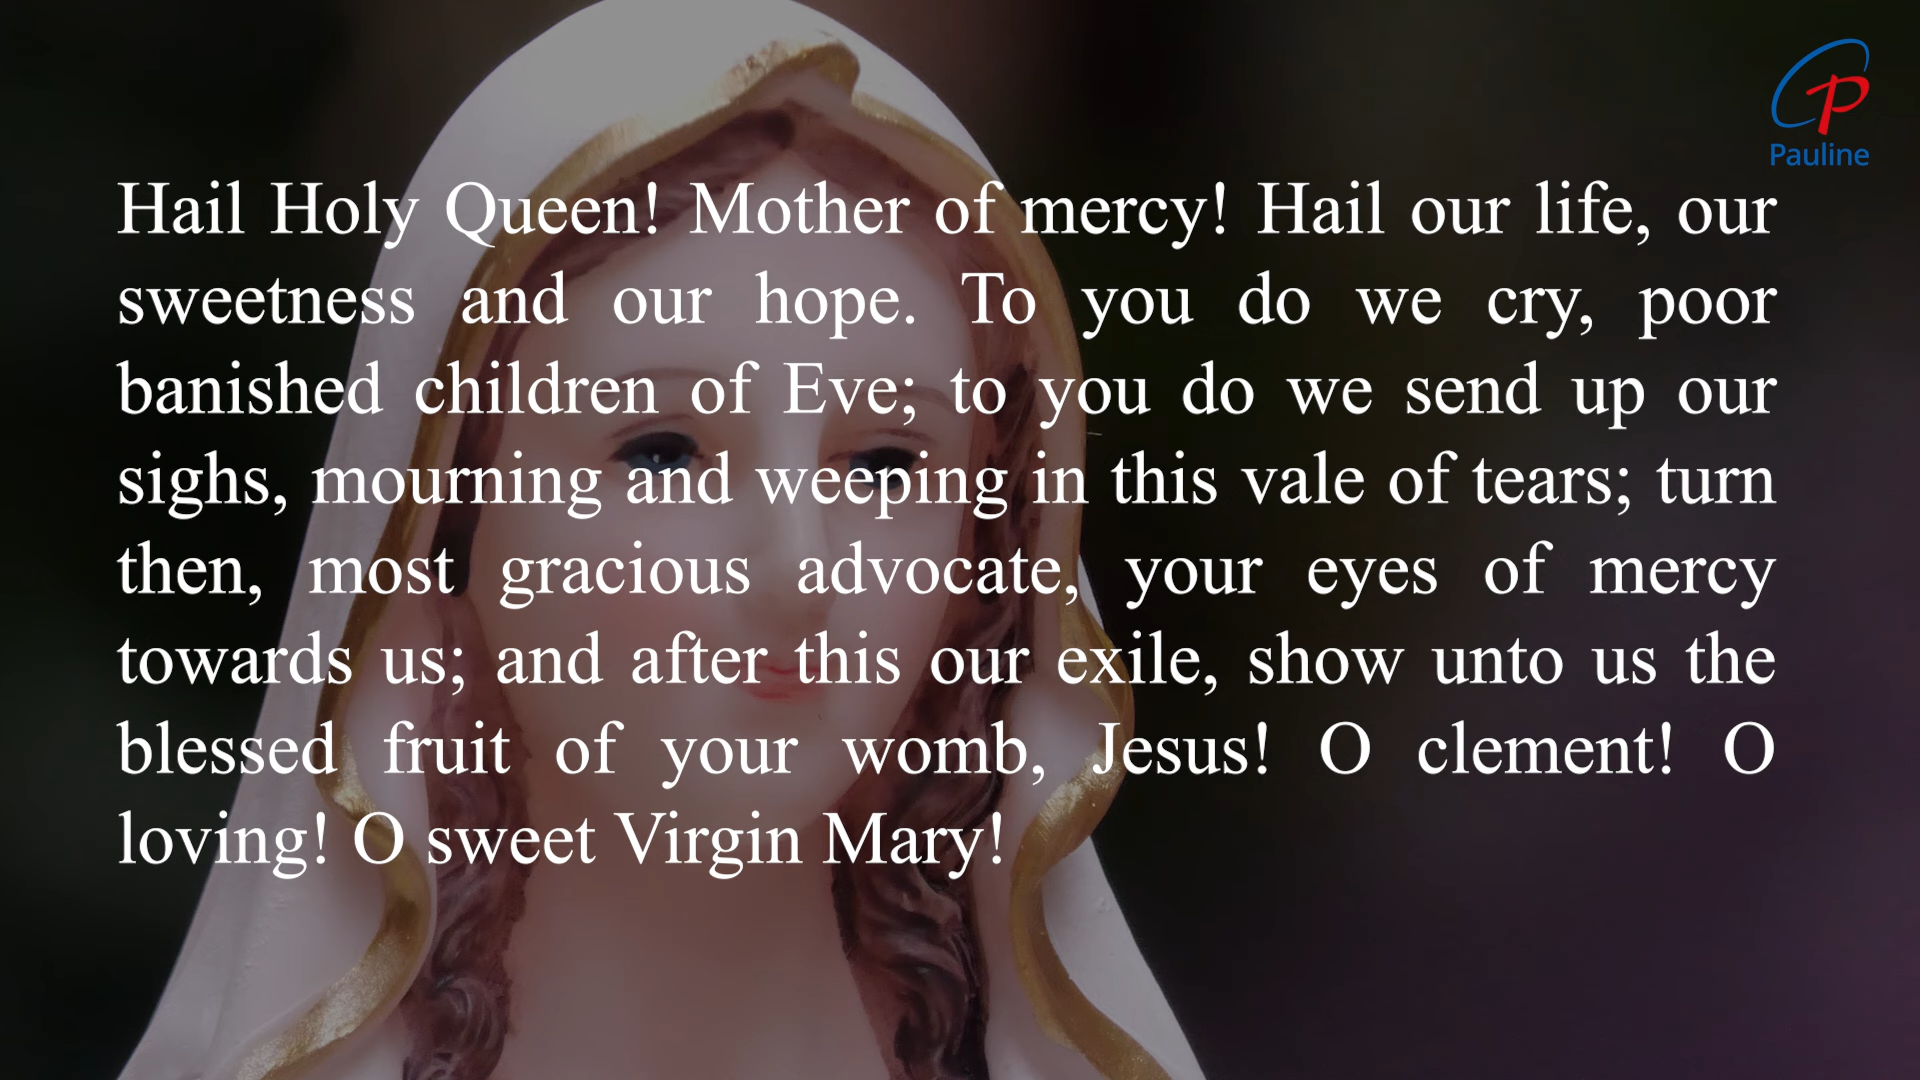 Pauline
Hail Holy Queen! Mother of mercy! Hail our life, our
sweetness and our hope. To you do we cry, poor
banished children of Eve; to you do we send up our
sighs, mourning and weeping in this vale of tears; turn
then, most gracious advocate, your eyes of mercy
towards us; and after this our exile, show unto us the
blessed fruit of your womb, Jesus! O clement! O
loving! O sweet Virgin Mary!